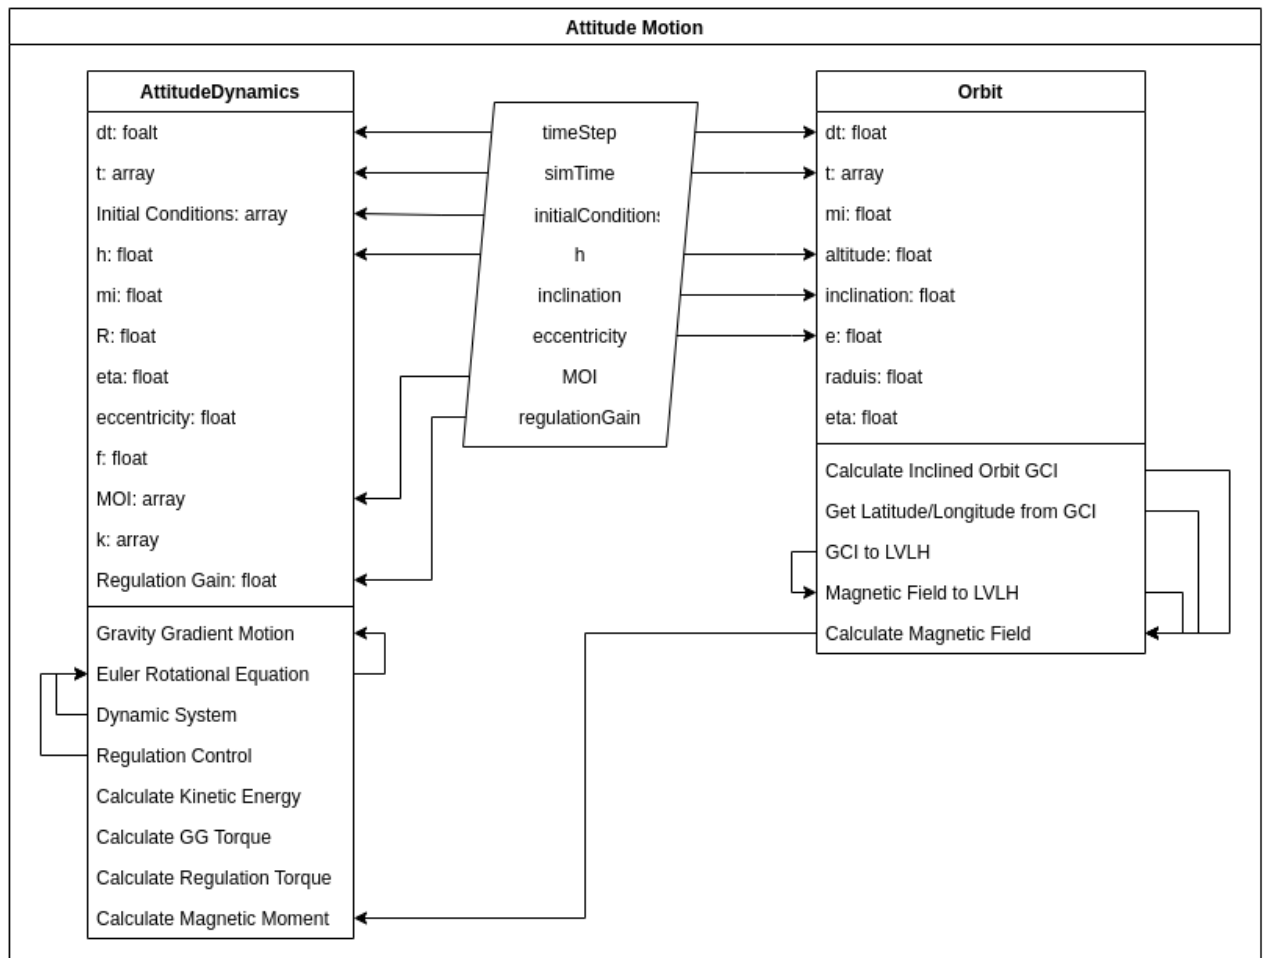 Attitude Motion
AttitudeDynamics
dt: foalt
t: array
Initial Conditions: array
h: float
mi: float
R: float
eta: float
eccentricity: float
f: float
MOI: array
k: array
Regulation Gain: float
Gravity Gradient Motion
Euler Rotational Equation
Dynamic System
Regulation Control
Calculate Kinetic Energy
Calculate GG Torque
Calculate Regulation Torque
Calculate Magnetic Moment
timeStep
simTime
initialConditions
h
inclination
eccentricity
MOI
regulationGain
Orbit
dt: float
t: array
mi: float
altitude: float
inclination: float
e: float
raduis: float
eta: float
Calculate Inclined Orbit GCI
Get Latitude/Longitude from GCI
GCI to LVLH
Magnetic Field to LVLH
Calculate Magnetic Field